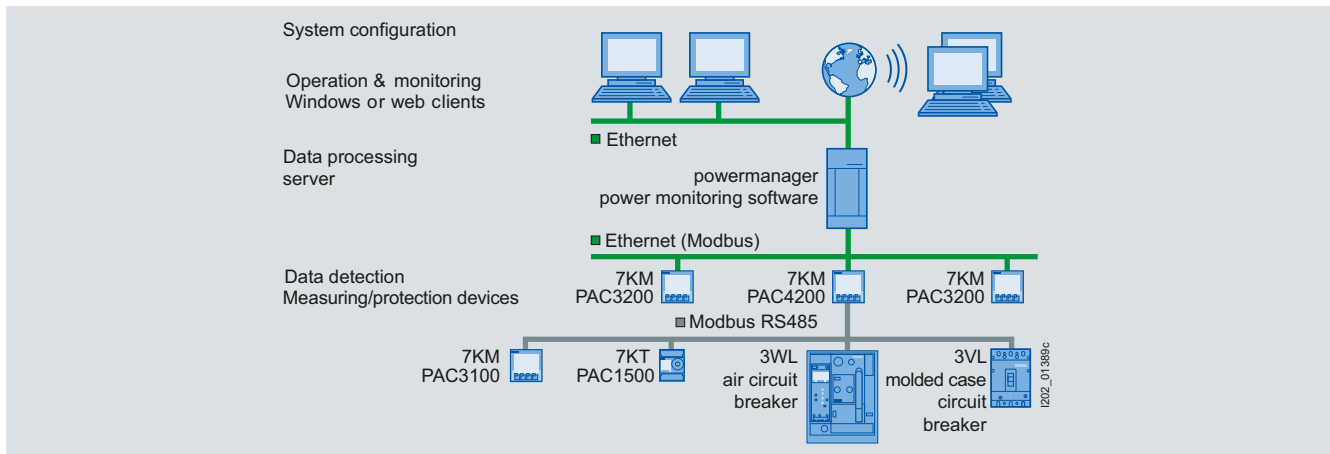 System configuration
Operation & monitoring
Windows or web clients
Ethernet
Data processing
server
powermanager
power monitoring software
Ethernet (Modbus)
Data detection
Measuring/protection devices
7KM
PAC3200
7KM
PAC4200
7KM
PAC3200
Modbus RS485
7KM
PAC3100
7KT
PAC1500
3WL
air circuit
breaker
3VL
molded case
circuit
breaker
I202_01389c